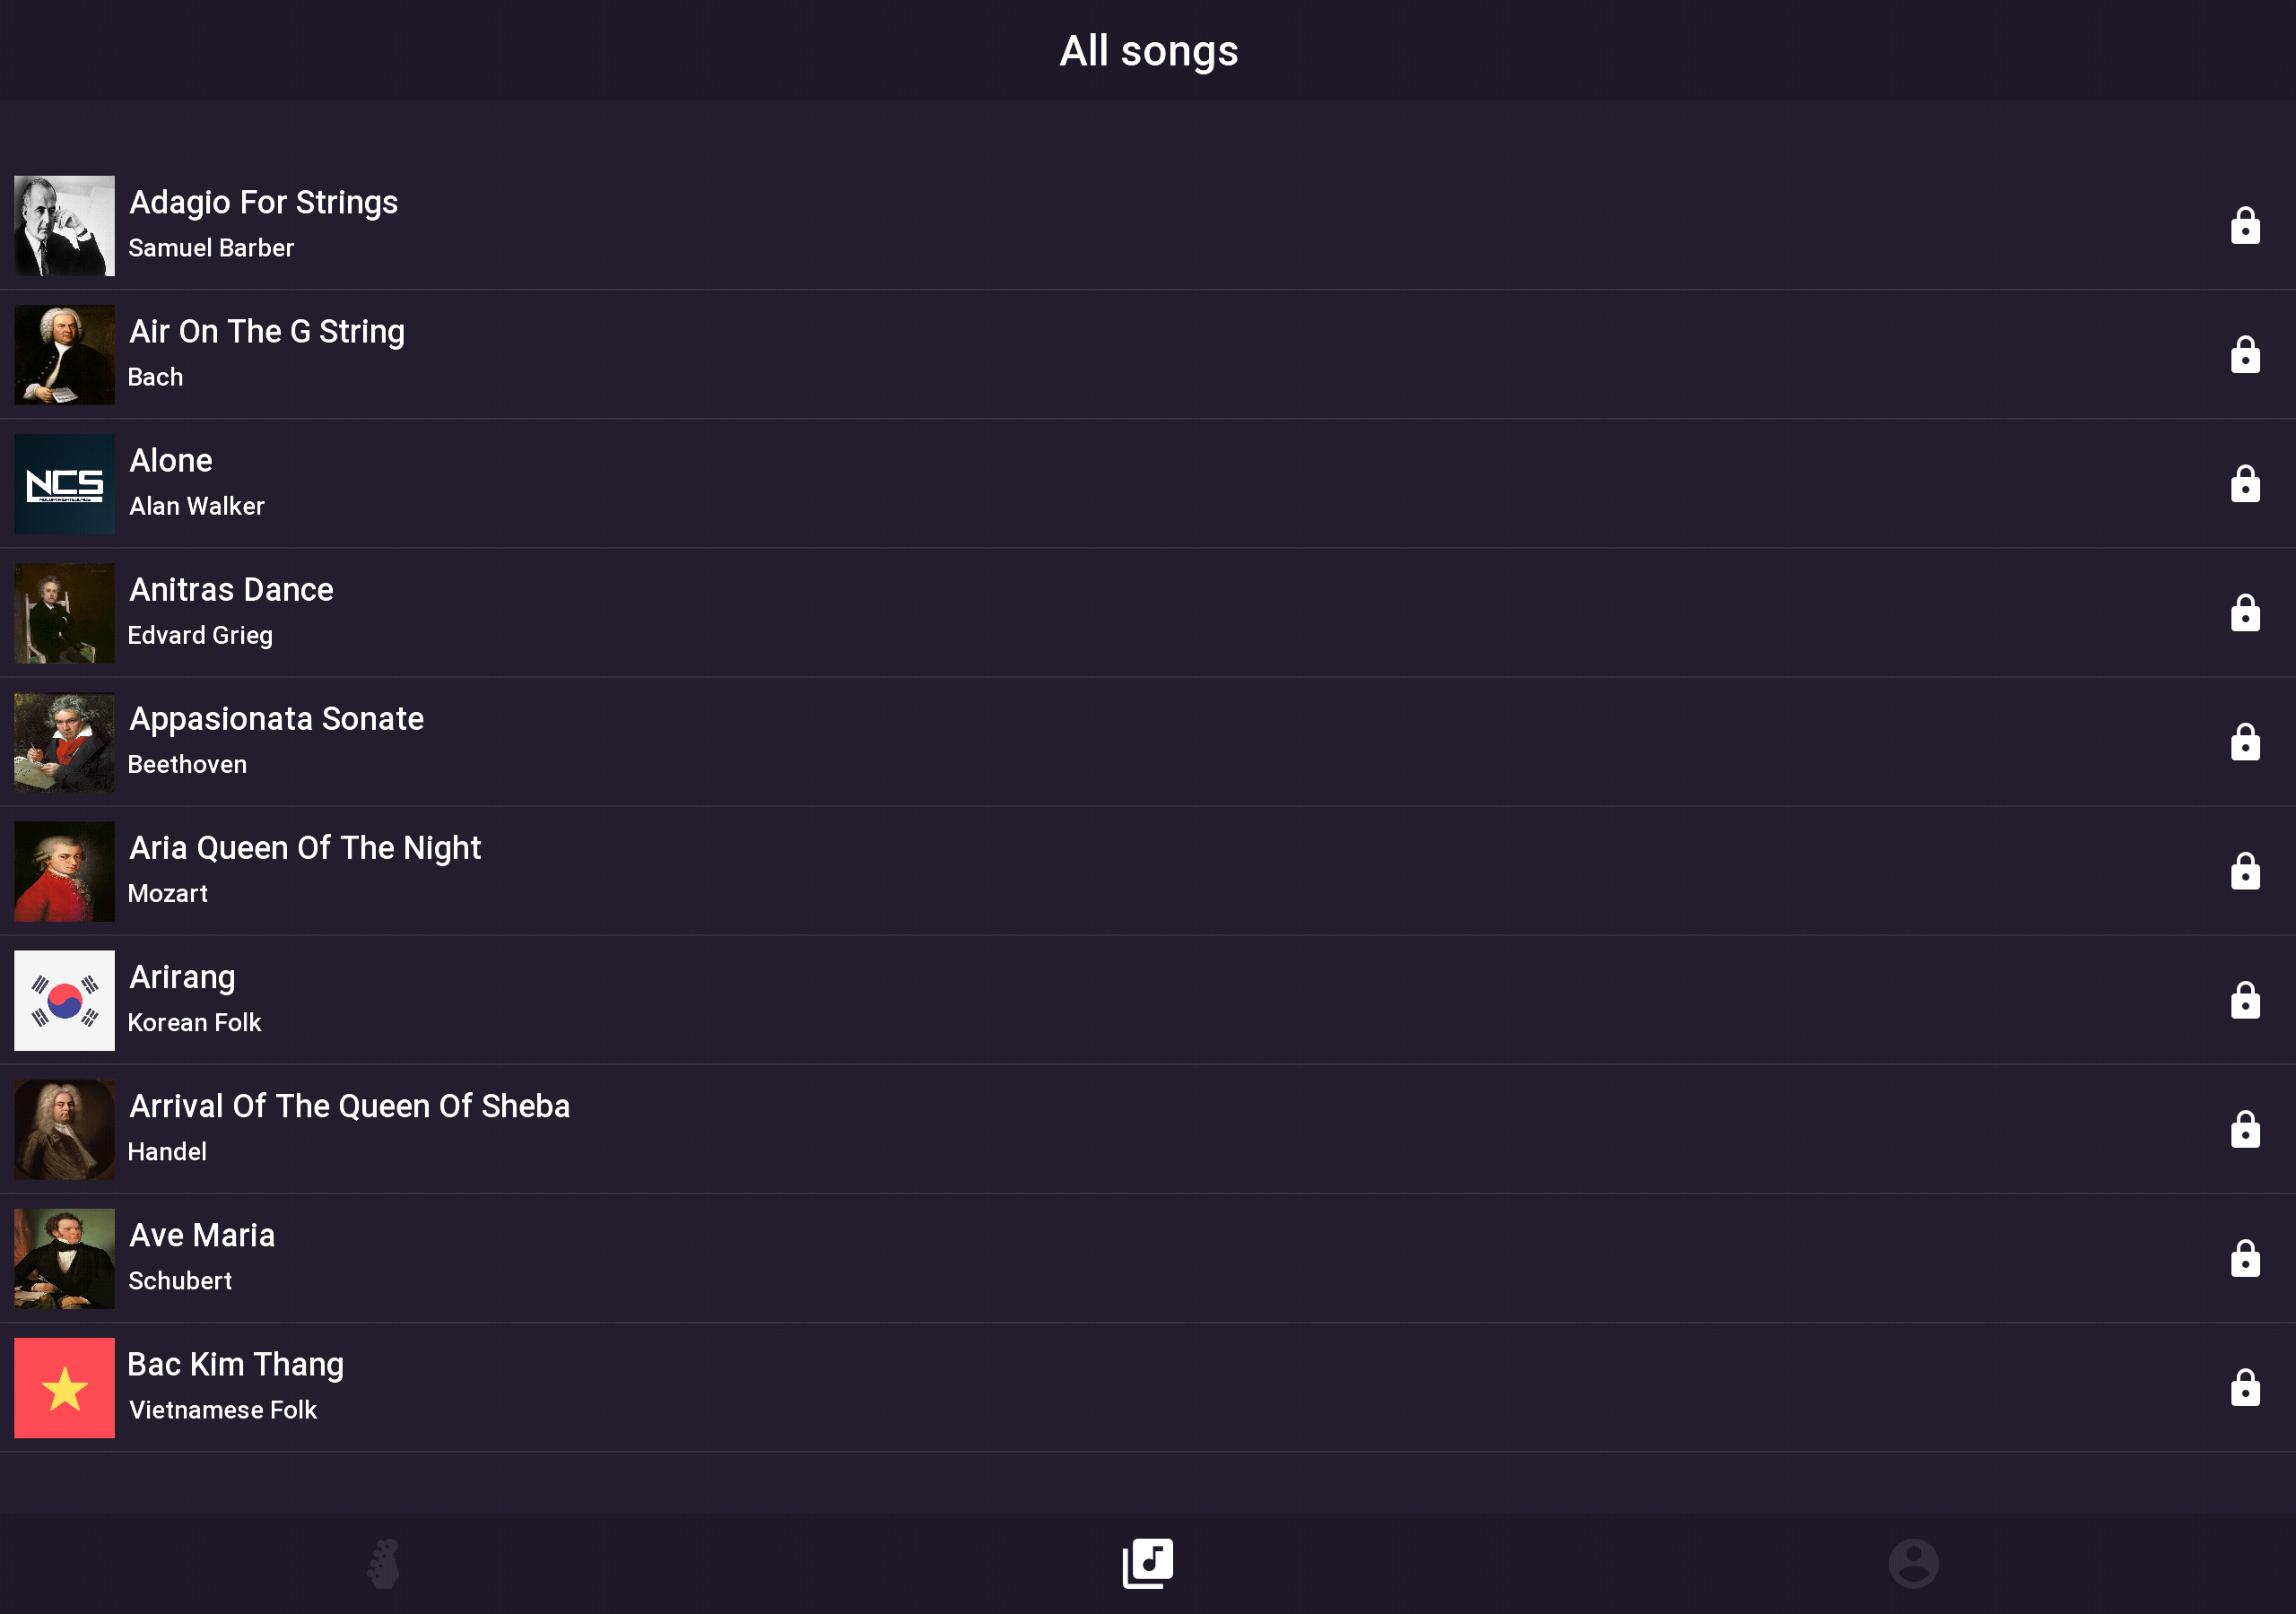 All songs
Adagio For Strings
Samuel Barber
Air On The G String
Bach
NCS
Alone
Alan Walker
Anitras Dance
Edvard Grieg
Appasionata Sonate
Beethoven
Aria Queen Of The Night
Mozart
Arirang
Korean Folk
Arrival Of The Queen Of Sheba
Handel
Ave Maria
Schubert
Bac Kim Thang
Vietnamese Folk